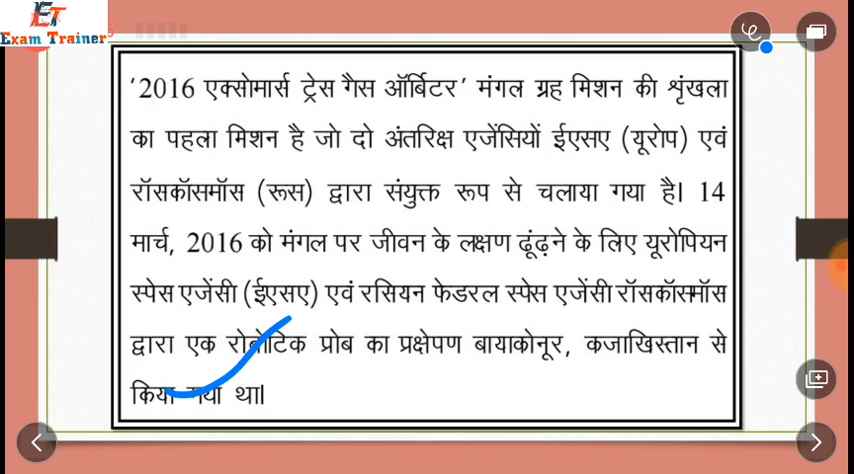 ET
Exam Trainer
‘2016 एक्सोमार्स ट्रेस गैस ऑर्बिटर’ मंगल ग्रह मिशन की शृंखला
का पहला मिशन है जो दो अंतरिक्ष एजेंसियों ईएसए (यूरोप) एवं
रॉसकॉसमॉस (रूस) द्वारा संयुक्त रूप से चलाया गया है। 14
मार्च, 2016 को मंगल पर जीवन के लक्षण ढूंढ़ने के लिए यूरोपियन
स्पेस एजेंसी (ईएसए) एवं रसियन फेडरल स्पेस एजेंसी रॉसकॉसमॉस
द्वारा एक रोबोटिक प्रोब का प्रक्षेपण बायाकोनूर, कजाखिस्तान से
किया गया था।